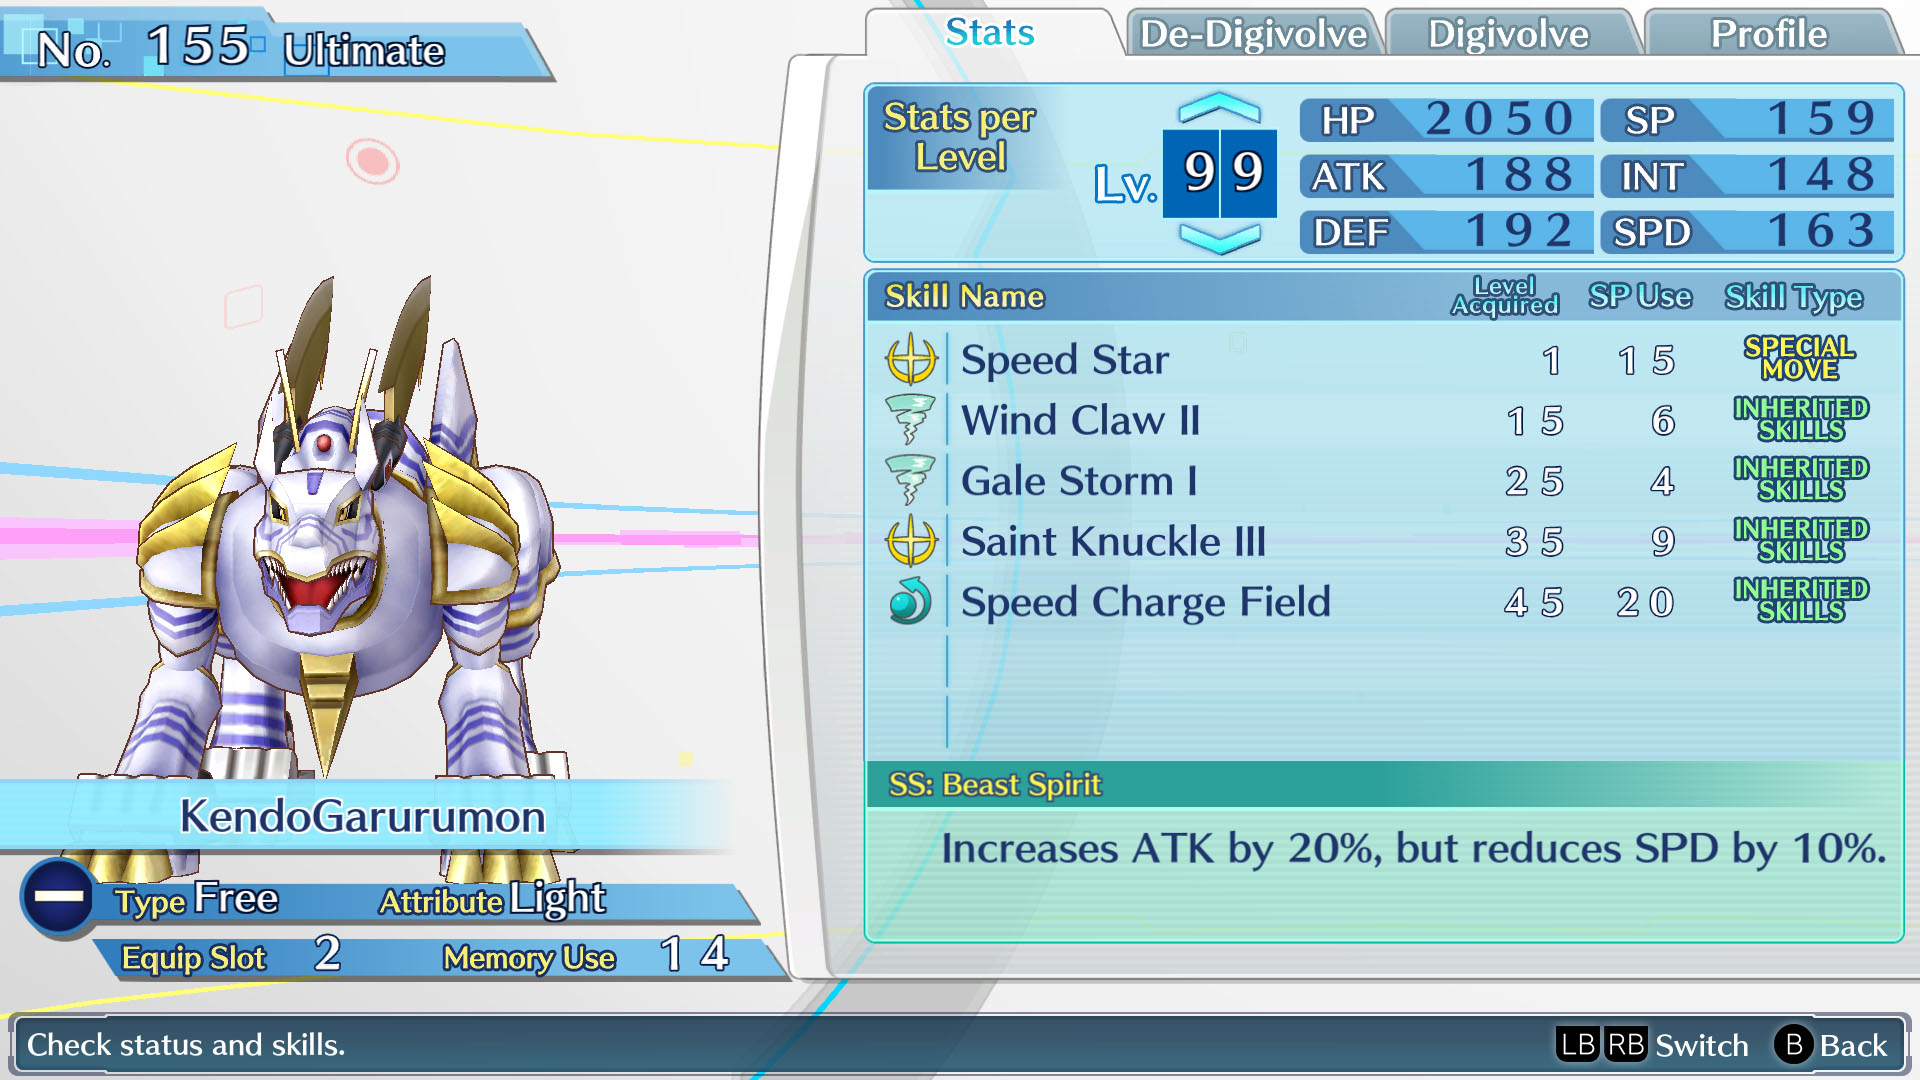 No. 155 Ultimate
Stats De-Digivolve Digivolve Profile
Stats per
Level
Lv. 99
HP 2050 SP 159
ATK 188 INT 148
DEF 192 SPD 163
Skill Name Level Acquired SP Use Skill Type
Speed Star 1 15 SPECIAL MOVE
Wind Claw II 15 6 INHERITED SKILLS
Gale Storm I 25 4 INHERITED SKILLS
Saint Knuckle III 35 9 INHERITED SKILLS
Speed Charge Field 45 20 INHERITED SKILLS
SS: Beast Spirit
Increases ATK by 20%, but reduces SPD by 10%.
KendoGarurumon
Type Free Attribute Light
Equip Slot 2 Memory Use 14
Check status and skills.
LB RB Switch B Back